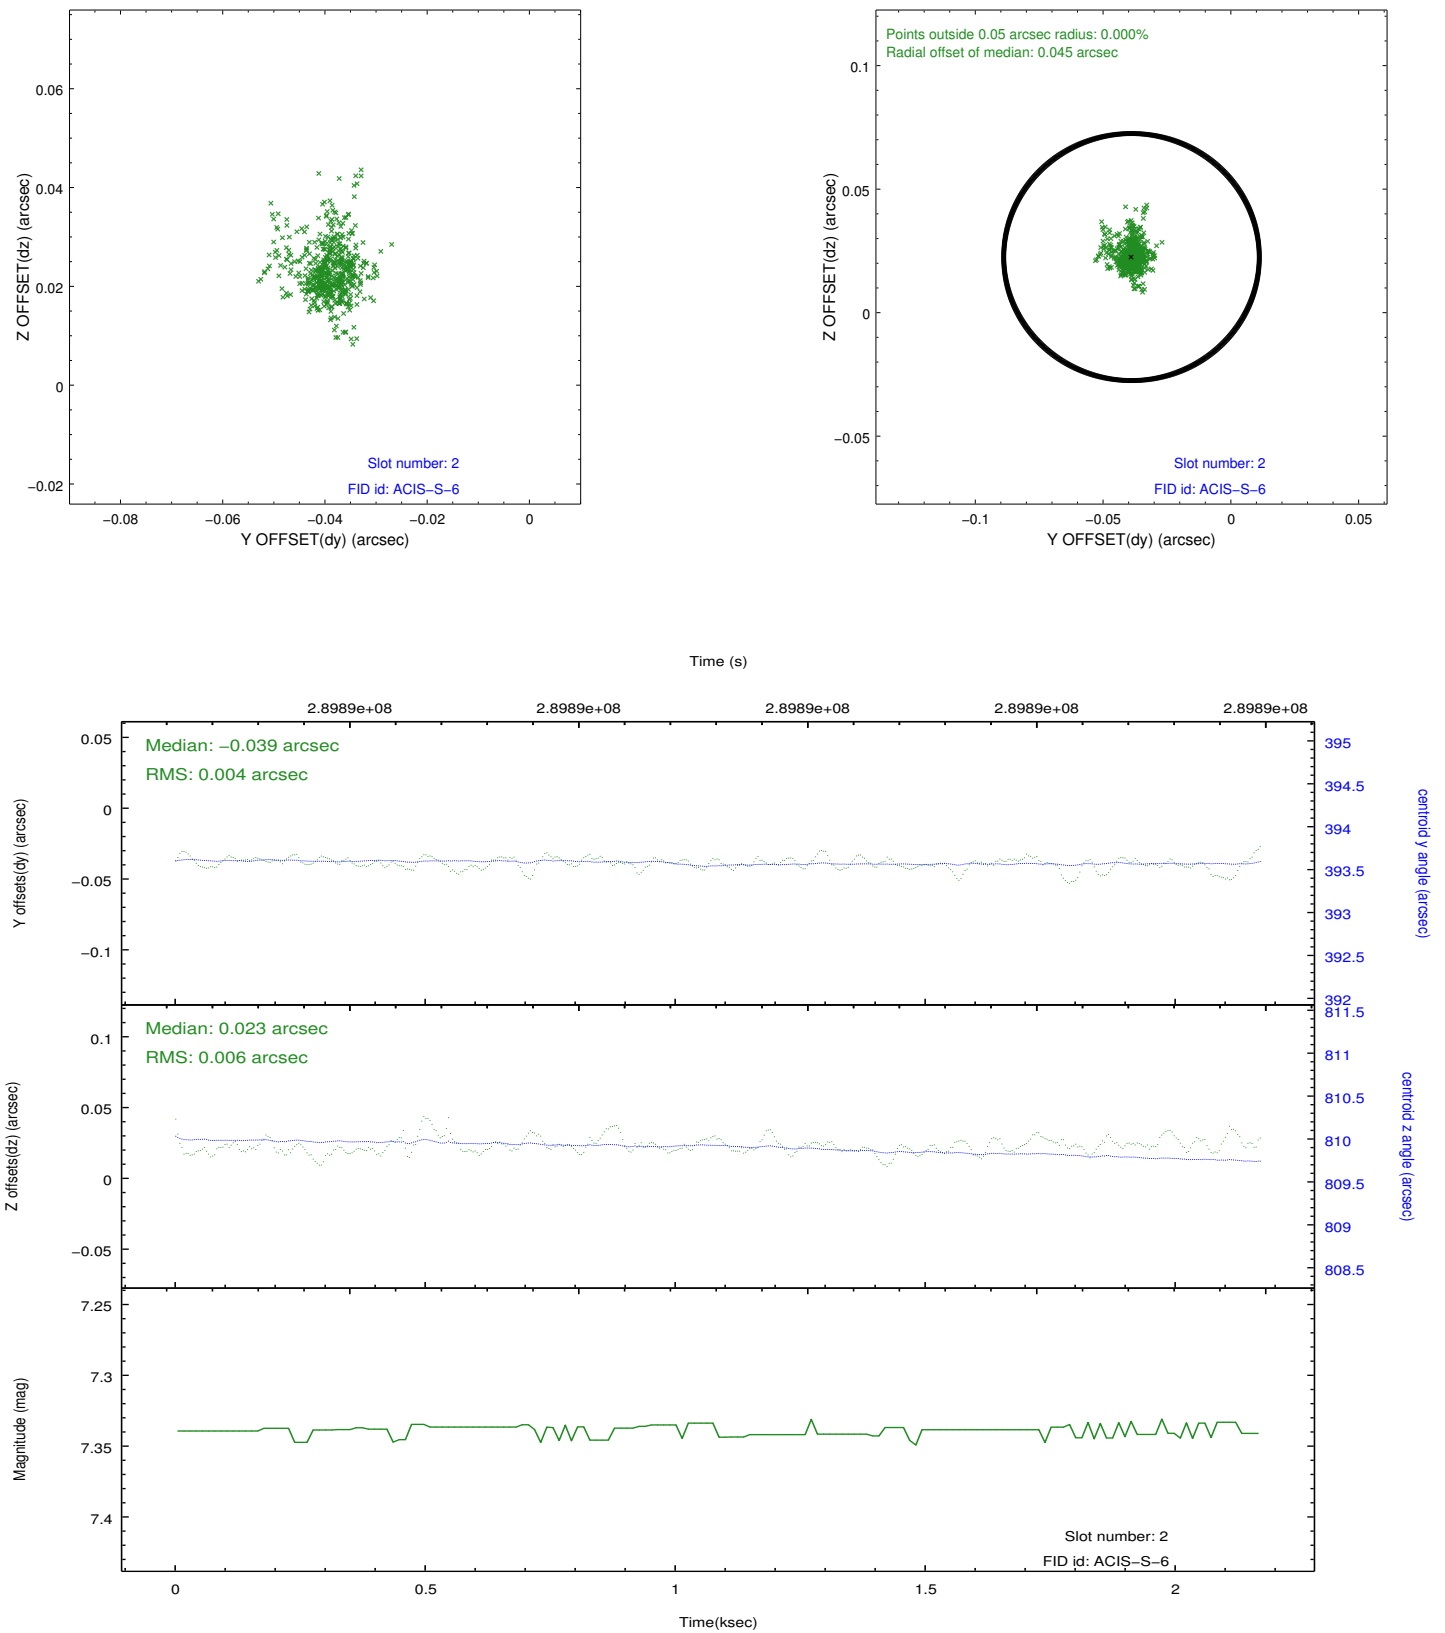 0.06
0.04
0.02
0
−0.02
Z OFFSET(dz) (arcsec)
Slot number: 2
FID id: ACIS−S−6
−0.08 −0.06 −0.04 −0.02 0
Y OFFSET(dy) (arcsec)
Points outside 0.05 arcsec radius: 0.000%
Radial offset of median: 0.045 arcsec
0.1
0.05
0
−0.05
Z OFFSET(dz) (arcsec)
Slot number: 2
FID id: ACIS−S−6
−0.1 −0.05 0 0.05
Y OFFSET(dy) (arcsec)
Time (s)
2.8989e+08 2.8989e+08 2.8989e+08 2.8989e+08 2.8989e+08
Median: −0.039 arcsec
RMS: 0.004 arcsec
0.05
0
−0.05
−0.1
Y offsets(dy) (arcsec)
395
394.5
394
393.5
393
392.5
392
centroid y angle (arcsec)
Median: 0.023 arcsec
RMS: 0.006 arcsec
0.1
0.05
0
−0.05
Z offsets(dz) (arcsec)
811.5
811
810.5
810
809.5
809
808.5
centroid z angle (arcsec)
7.25
7.3
7.35
7.4
Magnitude (mag)
Slot number: 2
FID id: ACIS−S−6
0 0.5 1 1.5 2
Time(ksec)